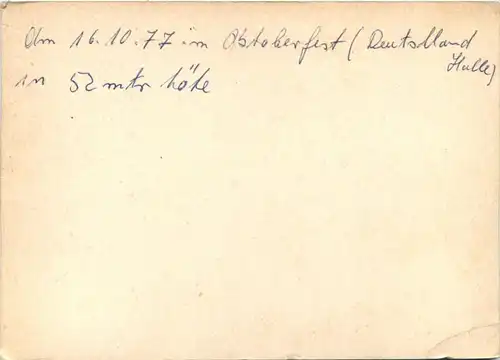 Am 16.10.77 im Oktoberfest (Deutschland
Halle)
in 52 mtr höhe